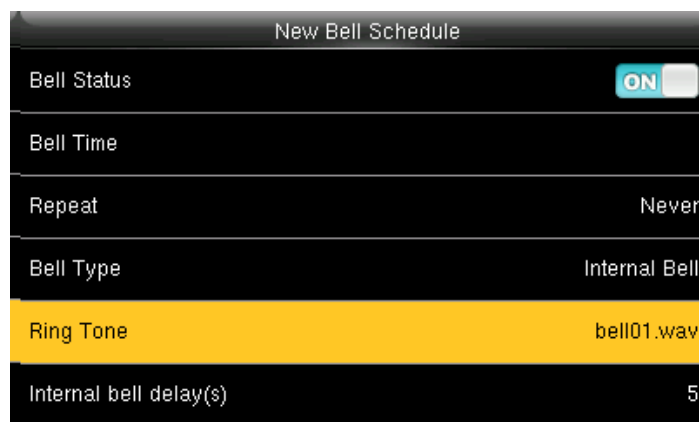 New Bell Schedule
Bell Status ON
Bell Time
Repeat Never
Bell Type Internal Bell
Ring Tone bell01.wav
Internal bell delay(s) 5